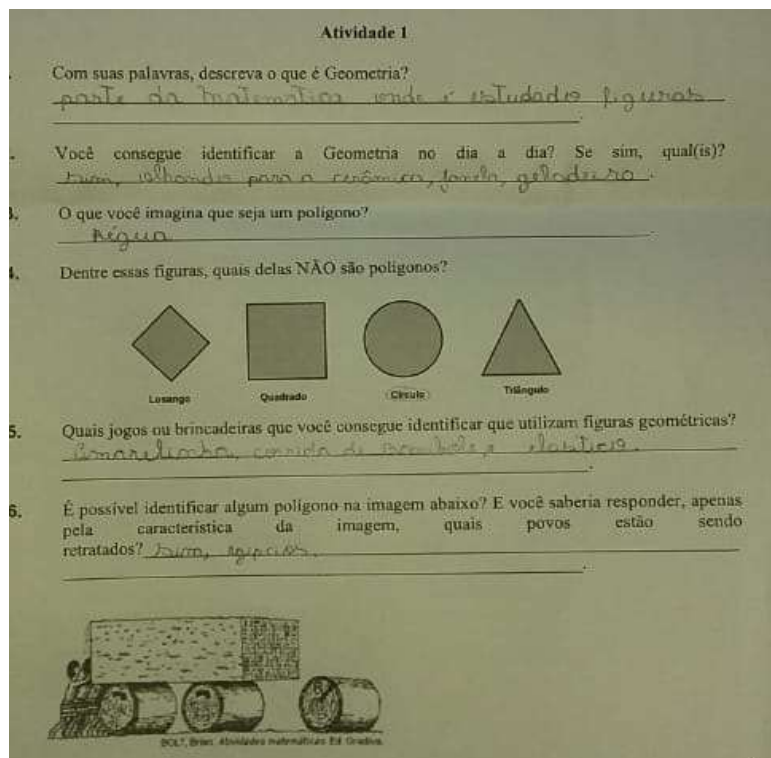 Atividade 1
Com suas palavras, descreva o que é Geometria?
parte da matemática onde é estudado figuras
Você consegue identificar a Geometria no dia a dia? Se sim, qual(is)?
sim, olhando para a cerâmica, janela, geladeira.
3. O que você imagina que seja um polígono?
Régua
4. Dentre essas figuras, quais delas NÃO são polígonos?
Losango Quadrado Círculo Triângulo
5. Quais jogos ou brincadeiras que você consegue identificar que utilizam figuras geométricas?
amarelinha, corrida de bambolê, elastico.
6. É possível identificar algum polígono na imagem abaixo? E você saberia responder, apenas
pela característica da imagem, quais povos estão sendo
retratados? sim, egipcios.
BOLT, Brian. Atividades matemáticas. Ed. Gradiva.